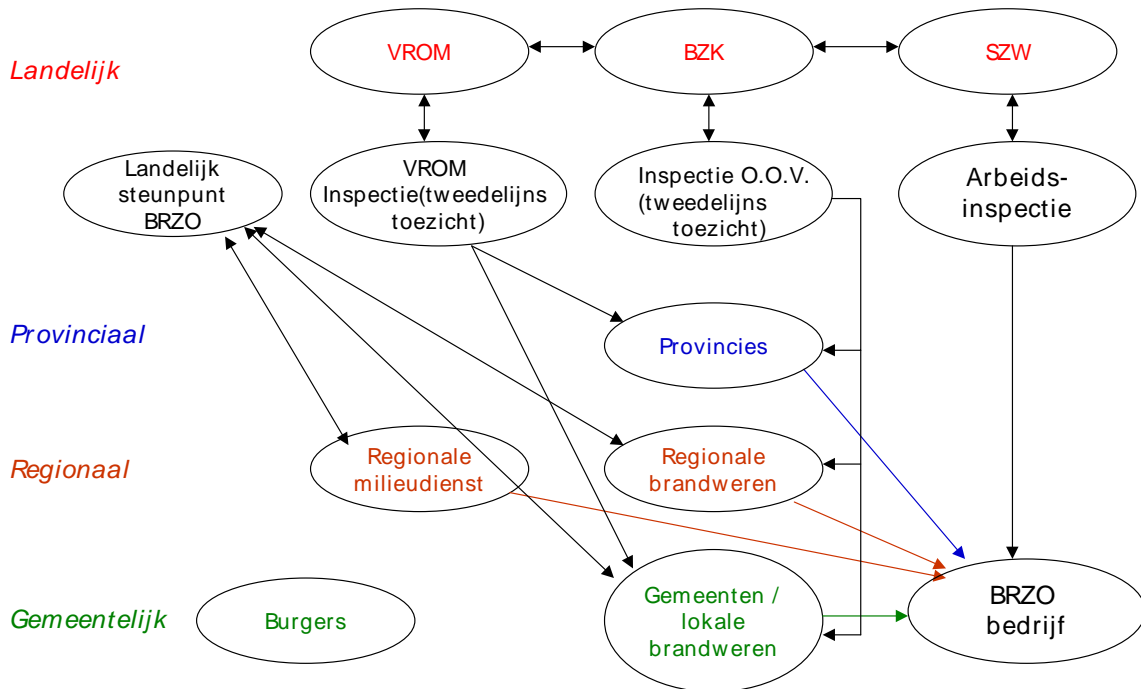 VROM
BZK
SZW
Landelijk
Landelijk
steunpunt
BRZO
VROM
Inspectie(tweedelijns
toezicht)
Inspectie O.O.V.
(tweedelijns
toezicht)
Arbeids-
inspectie
Provinciaal
Provincies
Regionaal
Regionale
milieudienst
Regionale
brandweren
Gemeentelijk
Burgers
Gemeenten /
lokale
brandweren
BRZO
bedrijf